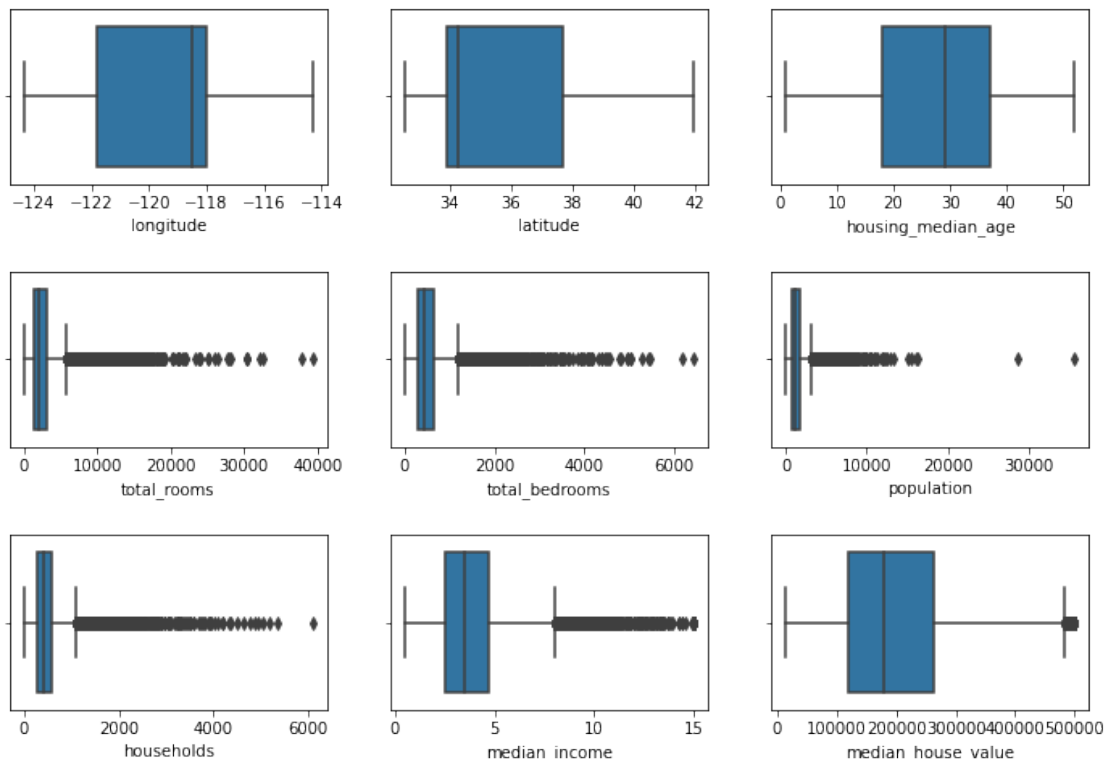 −124 −122 −120 −118 −116 −114
longitude
34 36 38 40 42
latitude
0 10 20 30 40 50
housing_median_age
0 10000 20000 30000 40000
total_rooms
0 2000 4000 6000
total_bedrooms
0 10000 20000 30000
population
0 2000 4000 6000
households
0 5 10 15
median_income
0 100000 200000 300000 400000 500000
median_house_value